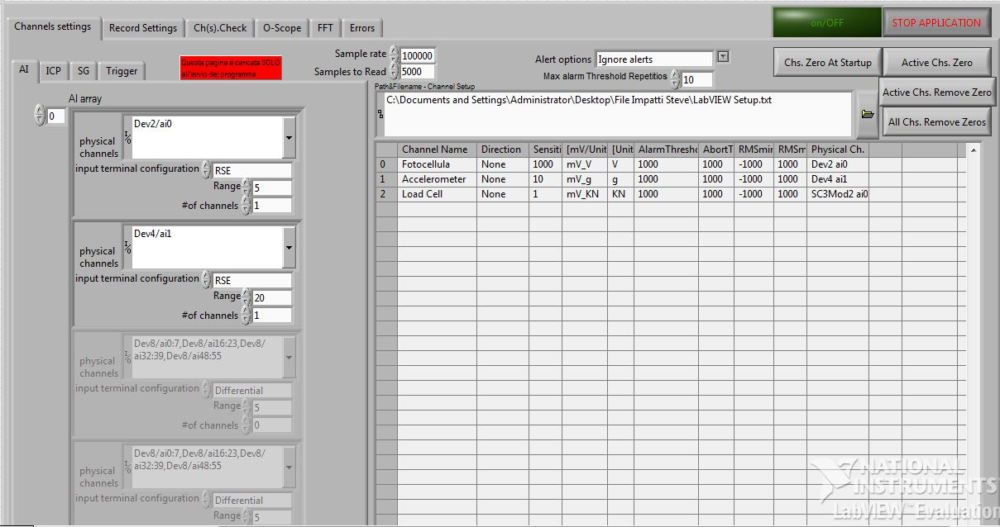 Channels settings
Record Settings
Ch(s).Check
O-Scope
FFT
Errors
on/OFF
STOP APPLICATION
AI
ICP
SG
Trigger
Questa pagina è caricata SOLO
all'avvio del programma
Sample rate 100000
Samples to Read 5000
Alert options Ignore alerts
Max alarm Threshold Repetitios 10
Chs. Zero At Startup
Active Chs. Zero
Active Chs. Remove Zero
All Chs. Remove Zeros
Path&Filename - Channel Setup
C:\Documents and Settings\Administrator\Desktop\File Impatti Steve\LabVIEW Setup.txt
AI array
0
physical
channels
Dev2/ai0
input terminal configuration RSE
Range 5
#of channels 1
physical
channels
Dev4/ai1
input terminal configuration RSE
Range 20
#of channels 1
physical
channels
Dev8/ai0:7,Dev8/ai16:23,Dev8/
ai32:39,Dev8/ai48:55
input terminal configuration Differential
Range 5
#of channels 0
physical
channels
Dev8/ai0:7,Dev8/ai16:23,Dev8/
ai32:39,Dev8/ai48:55
input terminal configuration Differential
Range 5
Channel Name Direction Sensiti [mV/Unit [Unit AlarmThresho AbortT RMSmin RMSm Physical Ch.
0 Fotocellula None 1000 mV_V V 1000 1000 -1000 1000 Dev2 ai0
1 Accelerometer None 10 mV_g g 1000 1000 -1000 1000 Dev4 ai1
2 Load Cell None 1 mV_KN KN 1000 1000 -1000 1000 SC3Mod2 ai0
NATIONAL
INSTRUMENTS
LabVIEW™ Evaluation